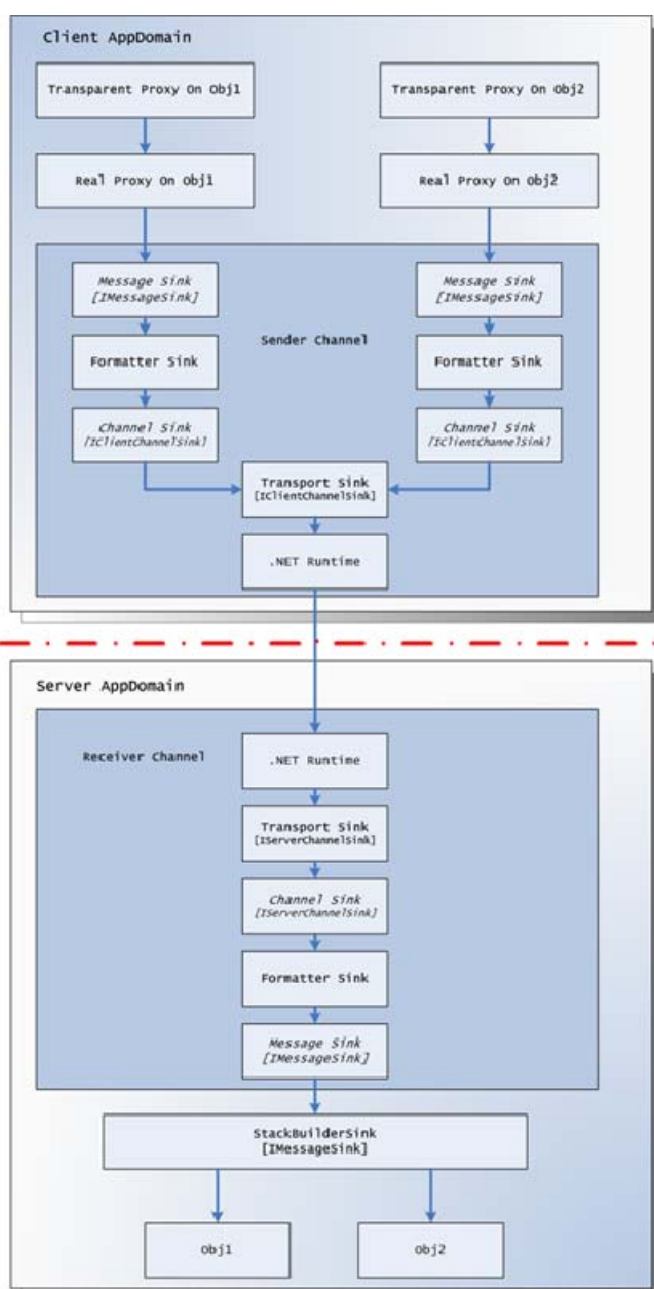 Client AppDomain
Transparent Proxy On Obj1
Transparent Proxy On Obj2
Real Proxy On Obj1
Real Proxy On Obj2
Message Sink
[IMessageSink]
Message Sink
[IMessageSink]
Sender Channel
Formatter Sink
Formatter Sink
Channel Sink
[IClientChannelSink]
Channel Sink
[IClientChannelSink]
Transport Sink
[IClientChannelSink]
.NET Runtime
Server AppDomain
Receiver Channel
.NET Runtime
Transport Sink
[IServerChannelSink]
Channel Sink
[IServerChannelSink]
Formatter Sink
Message Sink
[IMessageSink]
StackBuilderSink
[IMessageSink]
Obj1
Obj2